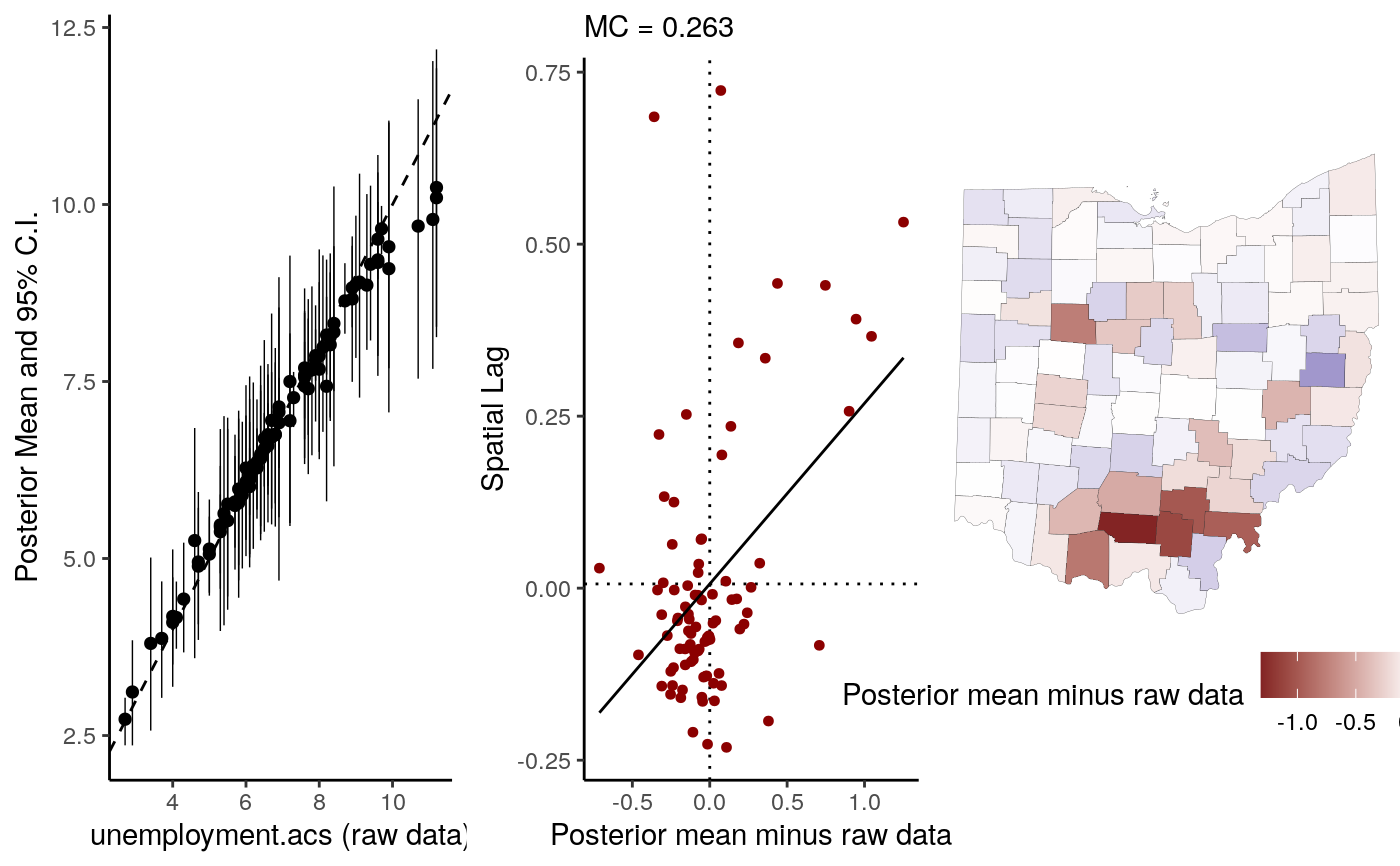 12.5
10.0
7.5
5.0
2.5
Posterior Mean and 95% C.I.
4 6 8 10
unemployment.acs (raw data)
MC = 0.263
0.75
0.50
0.25
0.00
-0.25
Spatial Lag
-0.5 0.0 0.5 1.0
Posterior mean minus raw data
Posterior mean minus raw data
-1.0 -0.5